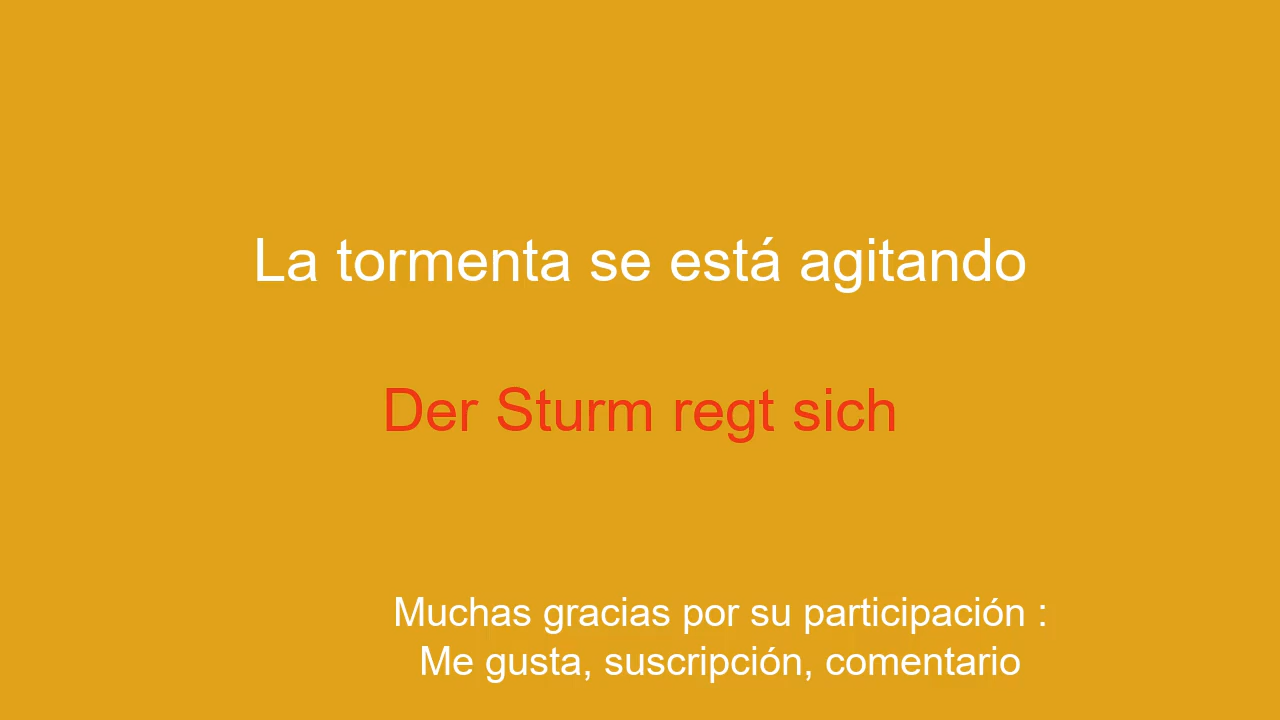 La tormenta se está agitando
Der Sturm regt sich
Muchas gracias por su participación :
Me gusta, suscripción, comentario